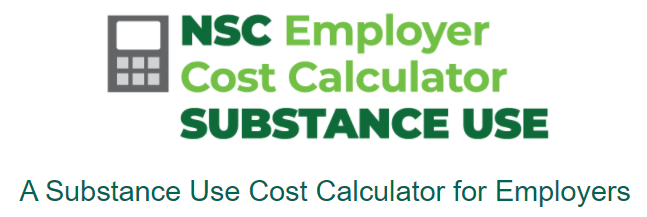 NSC Employer
Cost Calculator
SUBSTANCE USE
A Substance Use Cost Calculator for Employers